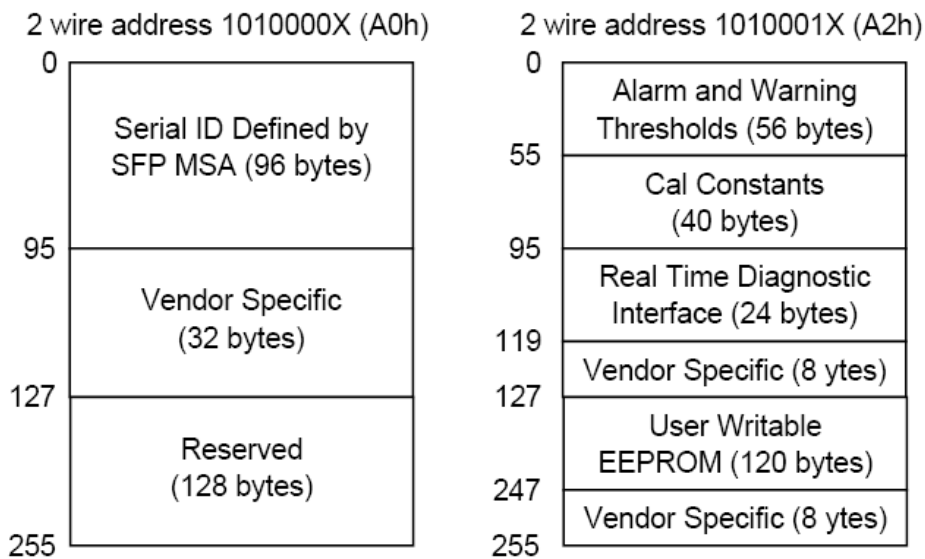 2 wire address 1010000X (A0h)
0
Serial ID Defined by
SFP MSA (96 bytes)
95
Vendor Specific
(32 bytes)
127
Reserved
(128 bytes)
255
2 wire address 1010001X (A2h)
0
Alarm and Warning
Thresholds (56 bytes)
55
Cal Constants
(40 bytes)
95
Real Time Diagnostic
Interface (24 bytes)
119
Vendor Specific (8 ytes)
127
User Writable
EEPROM (120 bytes)
247
Vendor Specific (8 ytes)
255